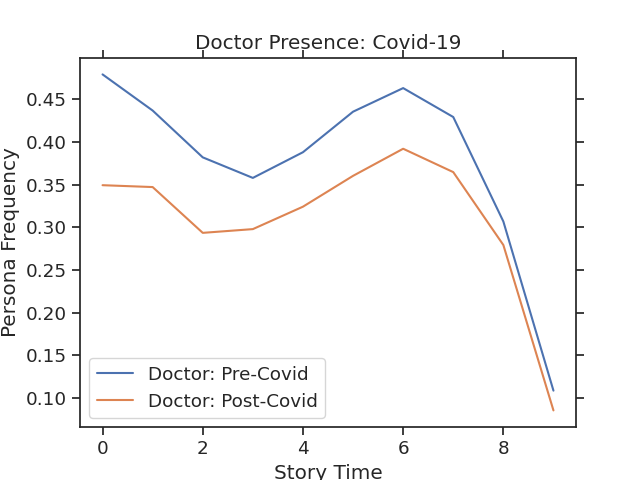 Doctor Presence: Covid-19
Persona Frequency
0.45
0.40
0.35
0.30
0.25
0.20
0.15
0.10
Doctor: Pre-Covid
Doctor: Post-Covid
0 2 4 6 8
Story Time